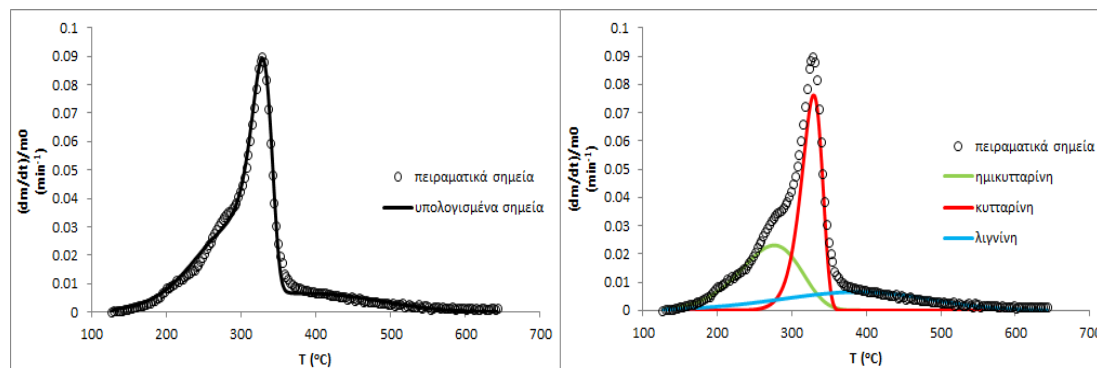 0.1
0.09
0.08
0.07
0.06
0.05
0.04
0.03
0.02
0.01
0
100 200 300 400 500 600 700
(dm/dt)/m0
(min⁻¹)
T (°C)
πειραματικά σημεία
υπολογισμένα σημεία
0.1
0.09
0.08
0.07
0.06
0.05
0.04
0.03
0.02
0.01
0
100 200 300 400 500 600 700
(dm/dt)/m0
(min⁻¹)
T (°C)
πειραματικά σημεία
ημικυτταρίνη
κυτταρίνη
λιγνίνη